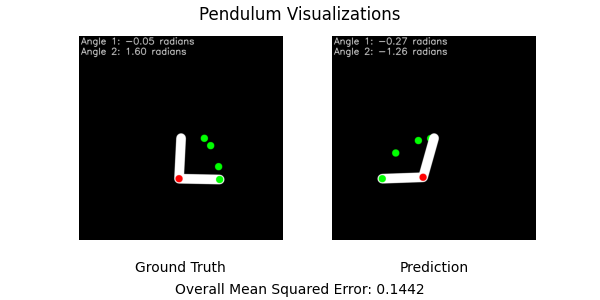 Pendulum Visualizations
Angle 1: −0.05 radians
Angle 2: 1.60 radians
Angle 1: −0.27 radians
Angle 2: −1.26 radians
Ground Truth
Prediction
Overall Mean Squared Error: 0.1442